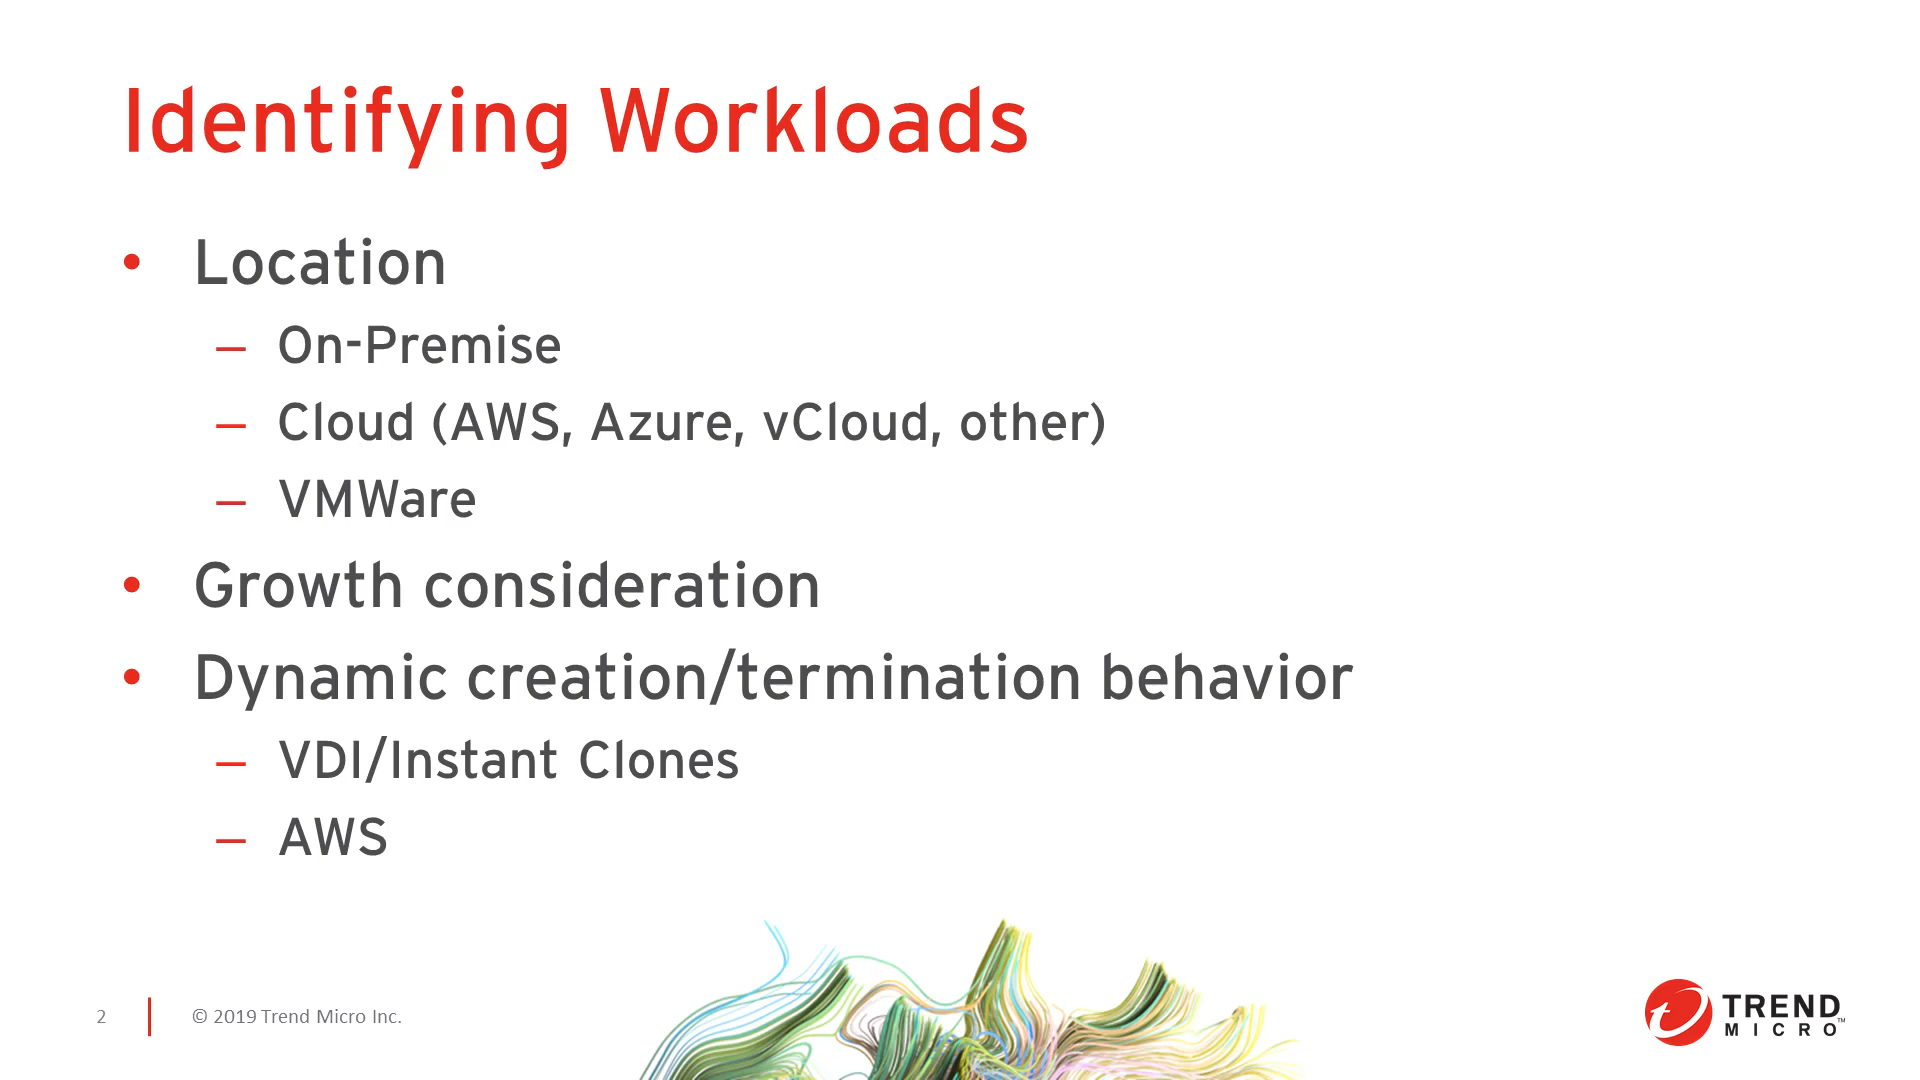 Identifying Workloads
• Location
– On-Premise
– Cloud (AWS, Azure, vCloud, other)
– VMWare
• Growth consideration
• Dynamic creation/termination behavior
– VDI/Instant Clones
– AWS
2
© 2019 Trend Micro Inc.
TREND
MICRO™